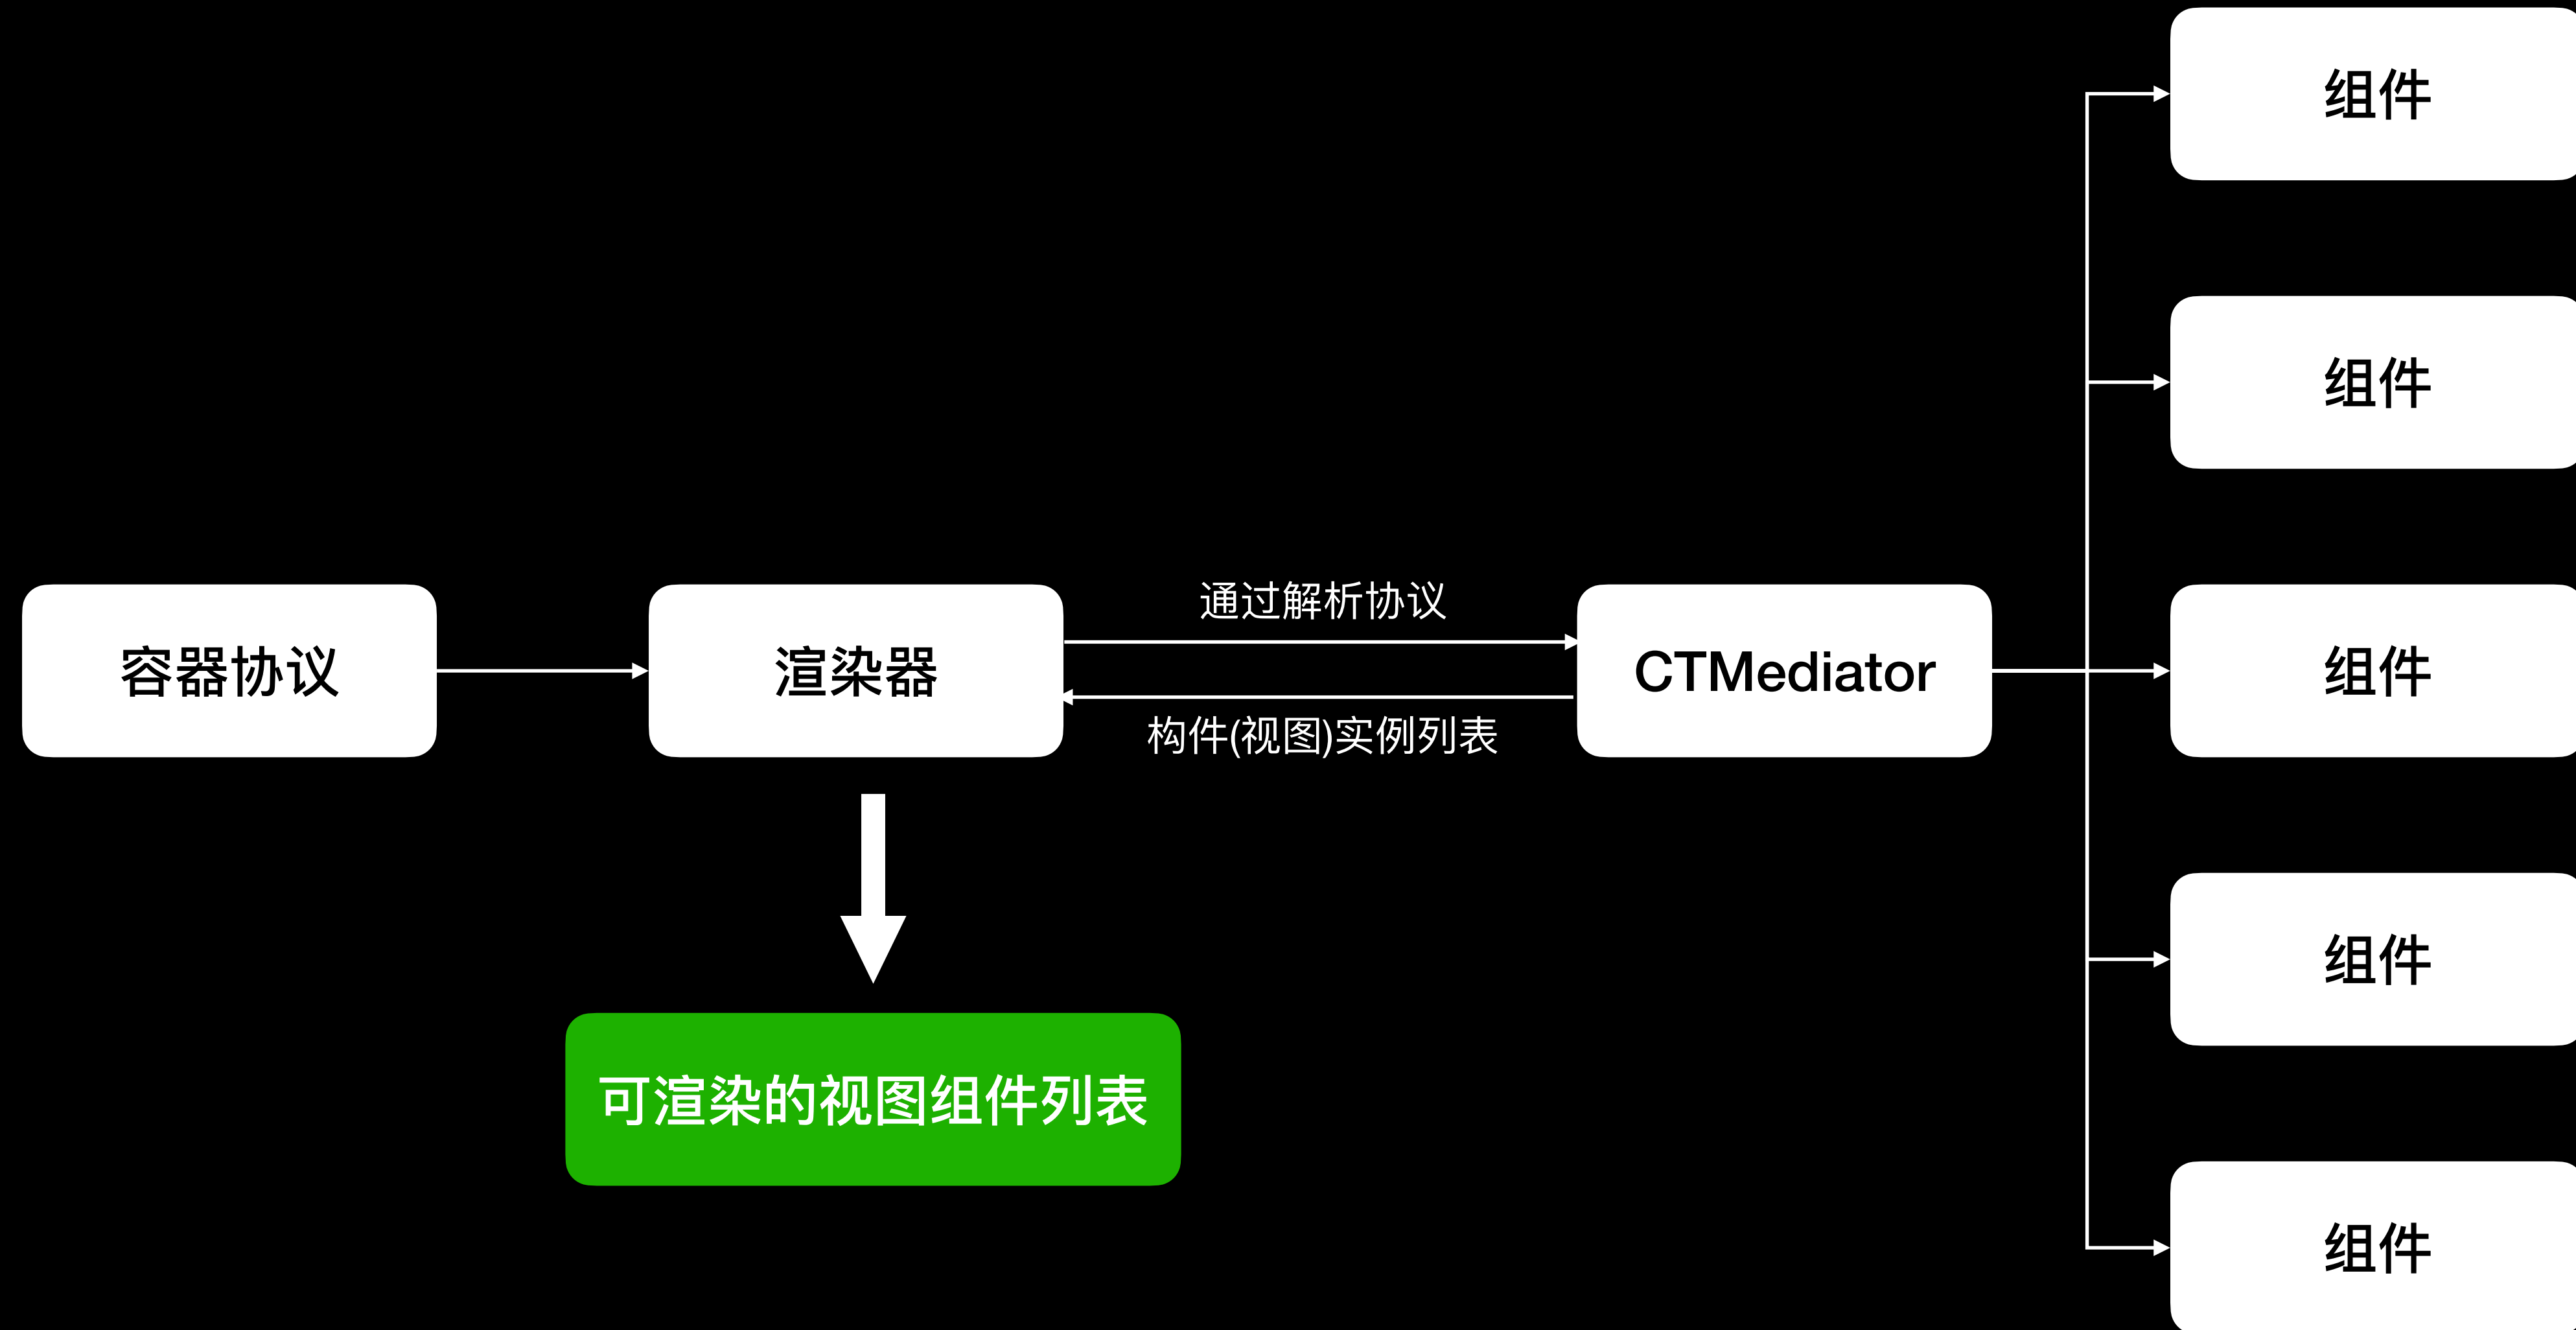 组件
组件
通过解析协议
容器协议
渲染器
CTMediator
组件
构件(视图)实例列表
组件
可渲染的视图组件列表
组件